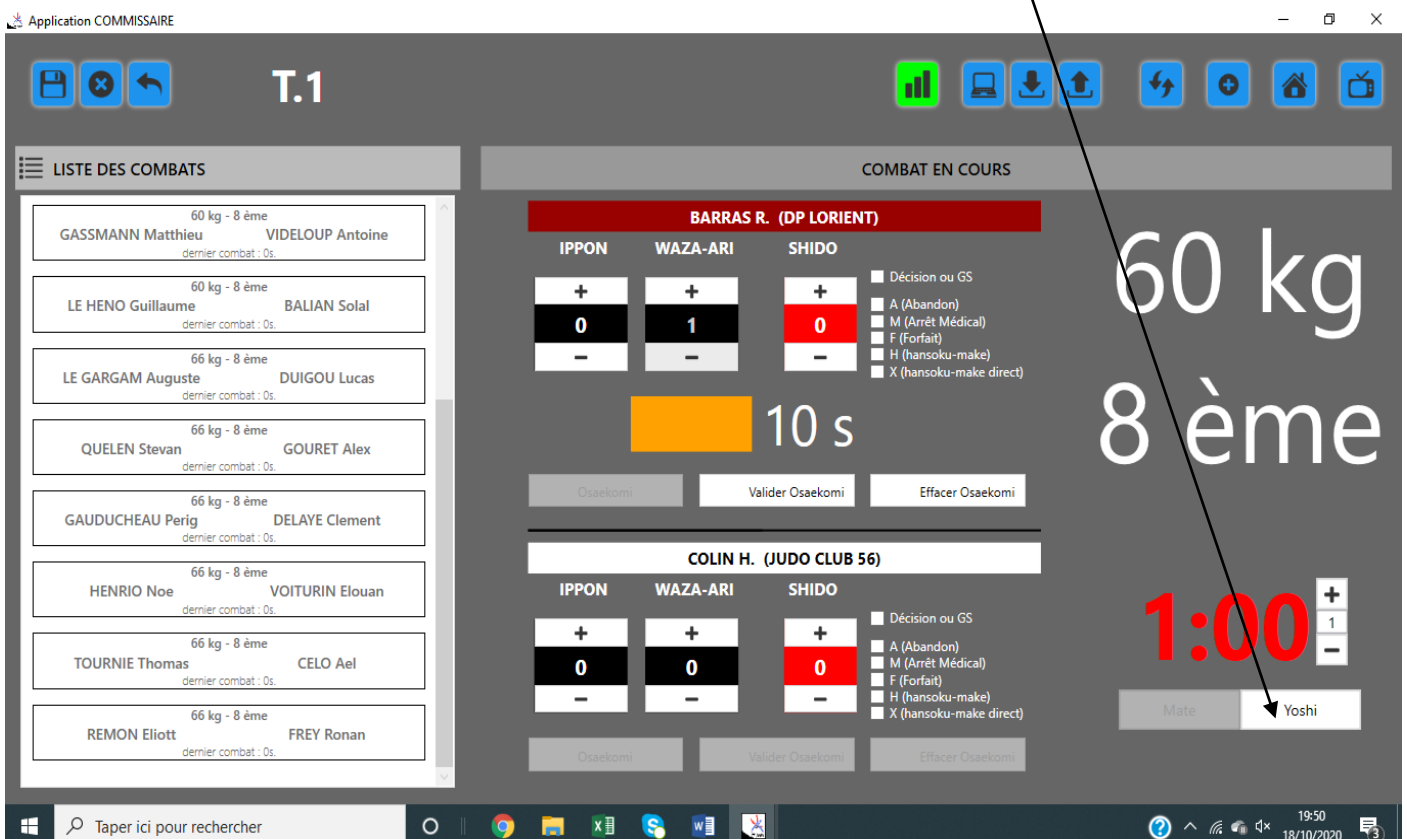 Application COMMISSAIRE
T.1
LISTE DES COMBATS
60 kg - 8 ème
GASSMANN Matthieu VIDELOUP Antoine
dernier combat : 0s.
60 kg - 8 ème
LE HENO Guillaume BALIAN Solal
dernier combat : 0s.
66 kg - 8 ème
LE GARGAM Auguste DUIGOU Lucas
dernier combat : 0s.
66 kg - 8 ème
QUELEN Stevan GOURET Alex
dernier combat : 0s.
66 kg - 8 ème
GAUDUCHEAU Perig DELAYE Clement
dernier combat : 0s.
66 kg - 8 ème
HENRIO Noe VOITURIN Elouan
dernier combat : 0s.
66 kg - 8 ème
TOURNIE Thomas CELO Ael
dernier combat : 0s.
66 kg - 8 ème
REMON Eliott FREY Ronan
dernier combat : 0s.
COMBAT EN COURS
BARRAS R. (DP LORIENT)
IPPON WAZA-ARI SHIDO
+ + +
0 1 0
− − −
Décision ou GS
A (Abandon)
M (Arrêt Médical)
F (Forfait)
H (hansoku-make)
X (hansoku-make direct)
10 s
Osaekomi Valider Osaekomi Effacer Osaekomi
COLIN H. (JUDO CLUB 56)
IPPON WAZA-ARI SHIDO
+ + +
0 0 0
− − −
Décision ou GS
A (Abandon)
M (Arrêt Médical)
F (Forfait)
H (hansoku-make)
X (hansoku-make direct)
Osaekomi Valider Osaekomi Effacer Osaekomi
60 kg
8 ème
1:00
+
1
−
Mate Yoshi
Taper ici pour rechercher
19:50
18/10/2020
3